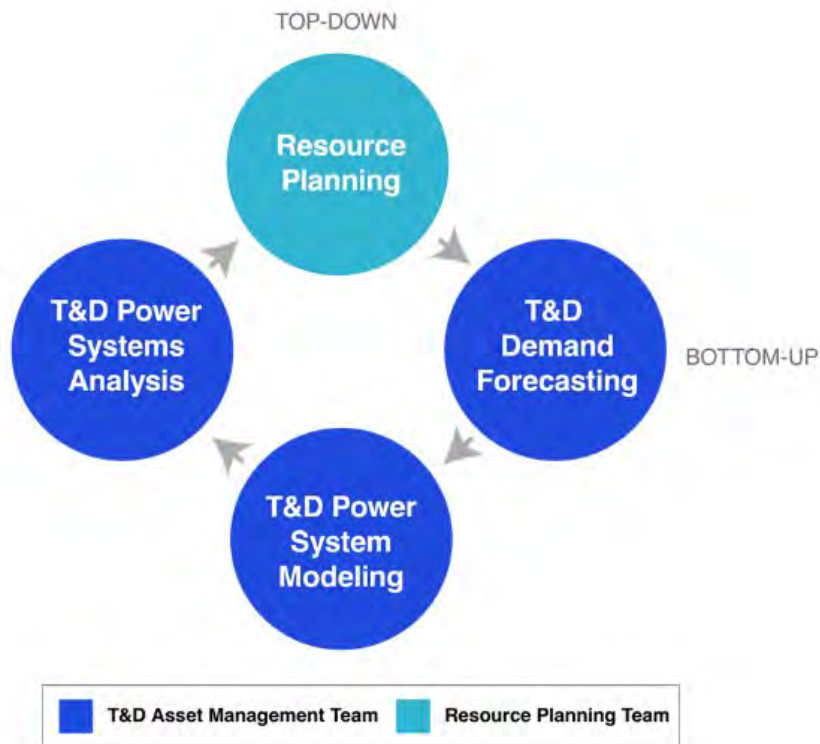 TOP-DOWN
Resource
Planning
T&D Power
Systems
Analysis
T&D
Demand
Forecasting
BOTTOM-UP
T&D Power
System
Modeling
T&D Asset Management Team
Resource Planning Team